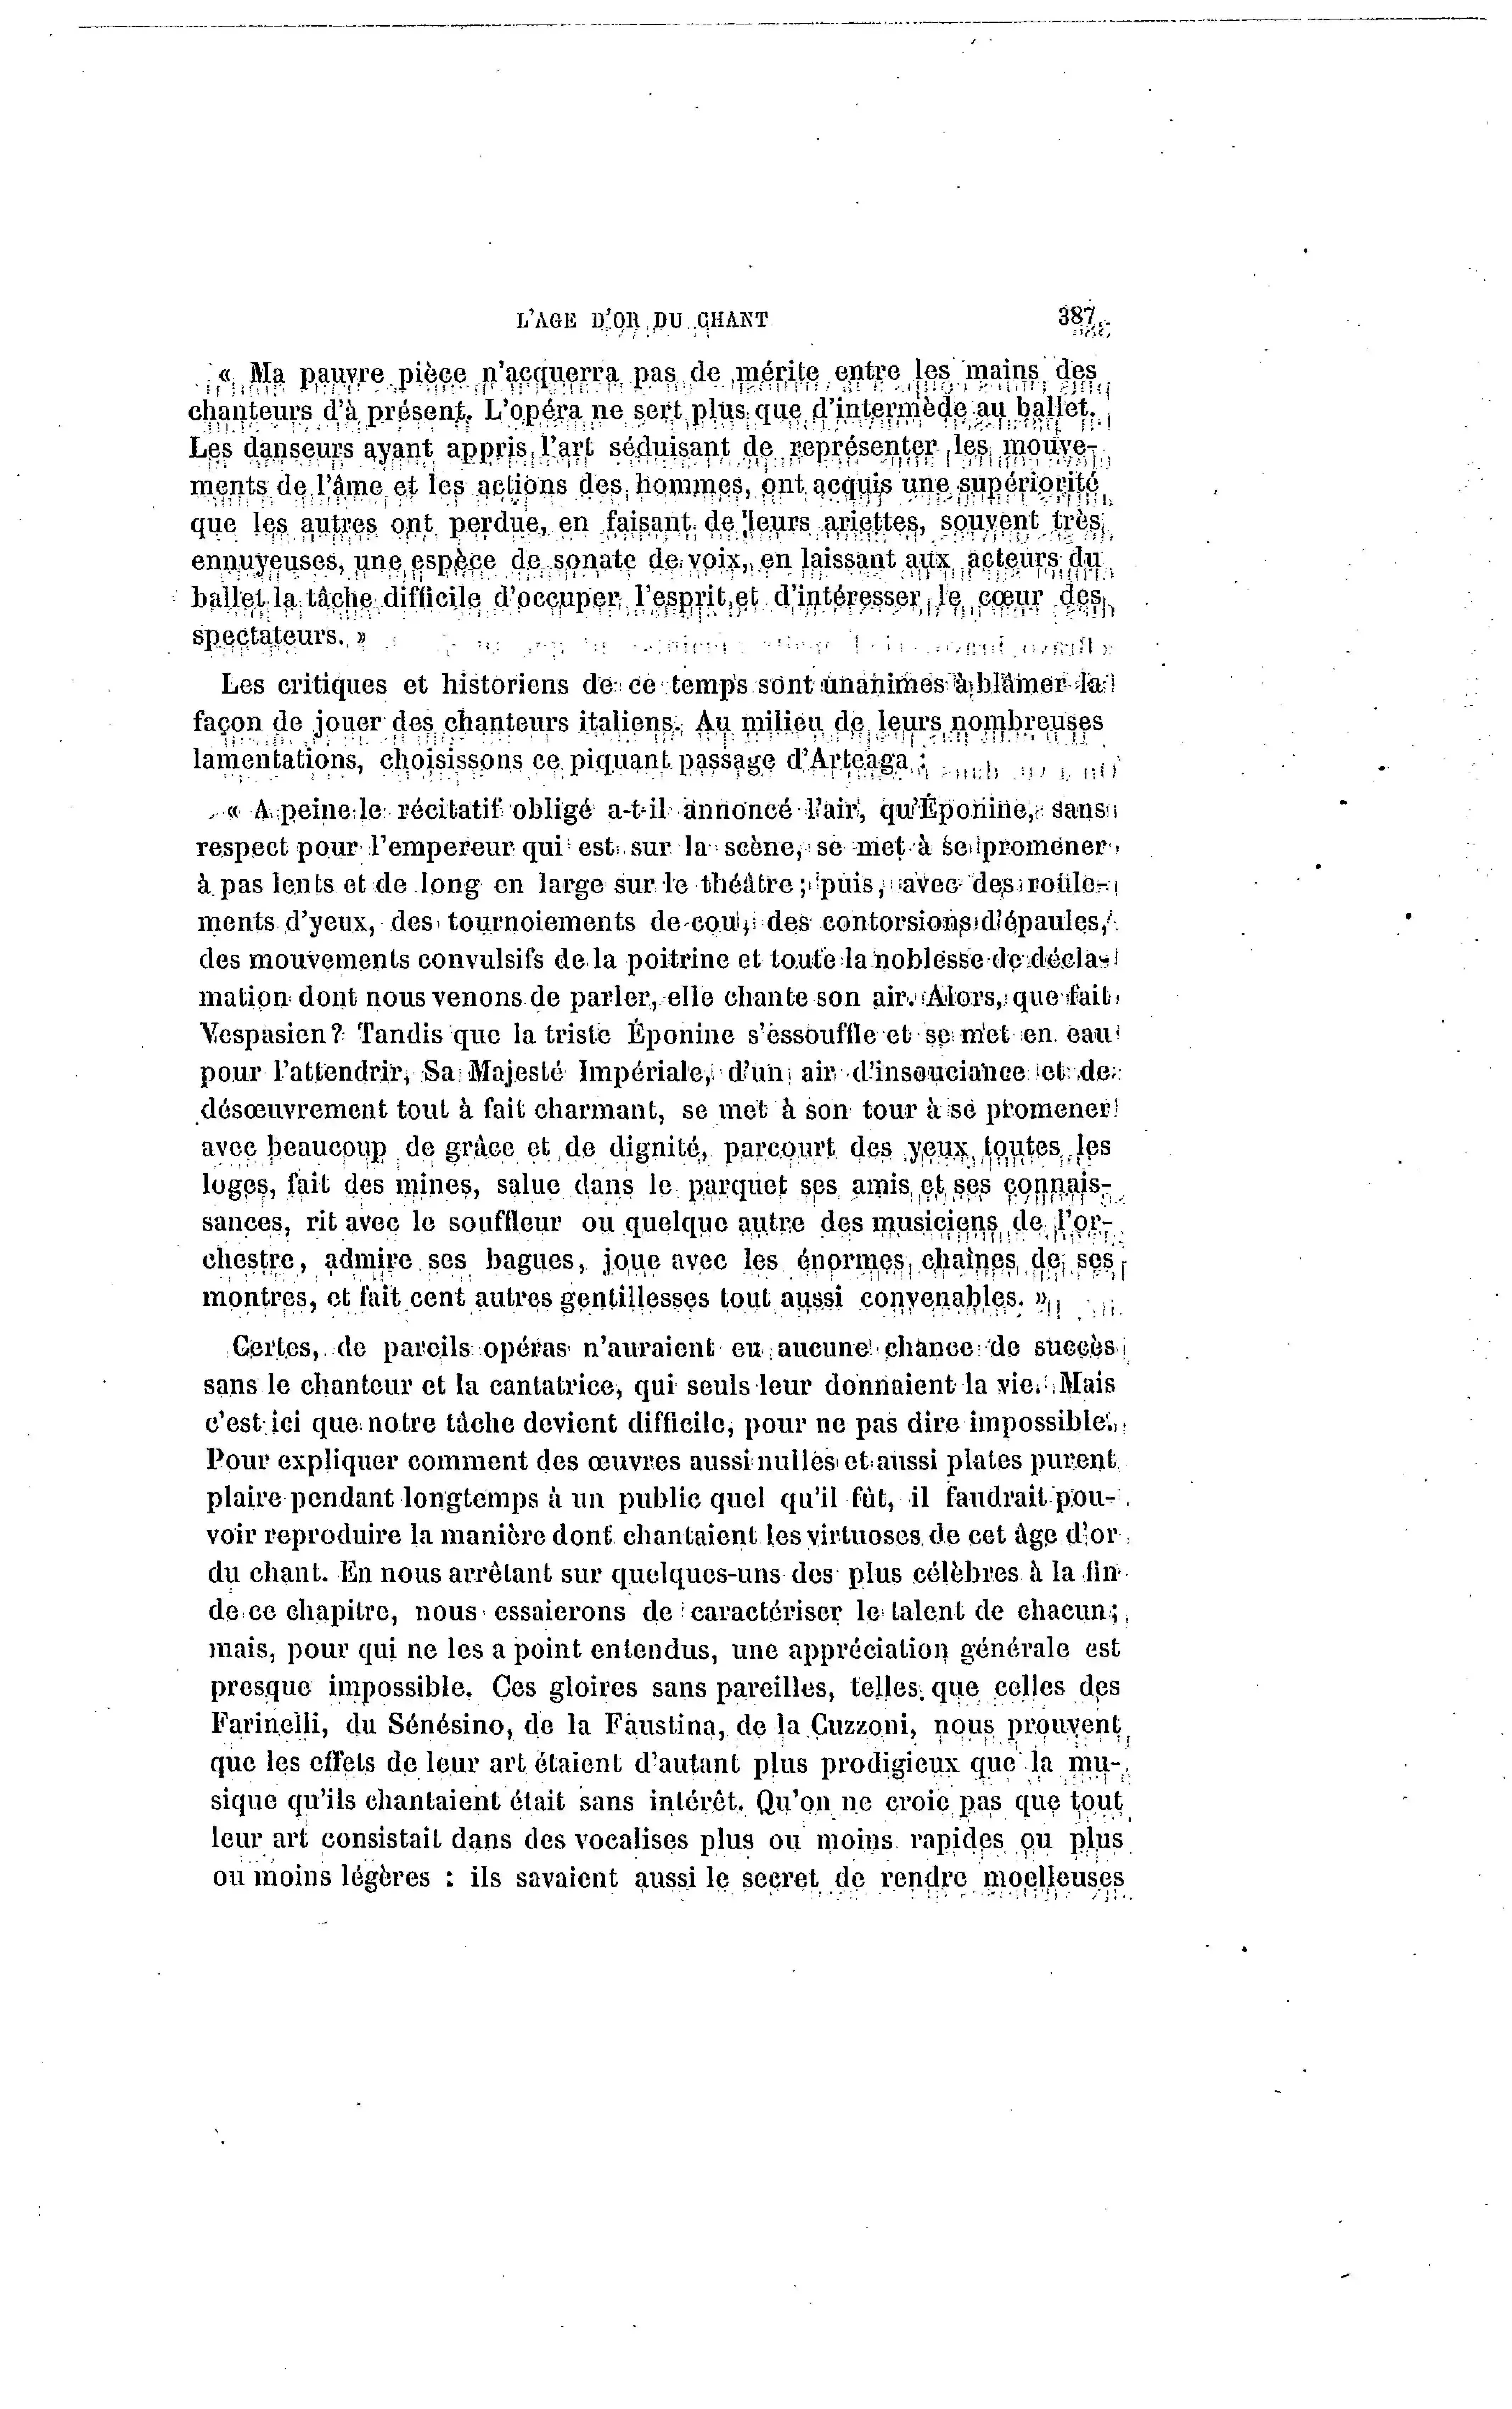 L'AGE D'OR DU CHANT 387
« Ma pauvre pièce n'acquerra pas de mérite entre les mains des
chanteurs d'à présent. L'opéra ne sert plus que d'intermède au ballet.
Les danseurs ayant appris l'art séduisant de représenter les mouve-
ments de l'âme et les actions des hommes, ont acquis une supériorité
que les autres ont perdue, en faisant de leurs ariettes, souvent très
ennuyeuses, une espèce de sonate de voix, en laissant aux acteurs du
ballet la tâche difficile d'occuper l'esprit et d'intéresser le cœur des
spectateurs. »
Les critiques et historiens de ce temps sont unanimes à blâmer la
façon de jouer des chanteurs italiens. Au milieu de leurs nombreuses
lamentations, choisissons ce piquant passage d'Arteaga :
« A peine le récitatif obligé a-t-il annoncé l'air, qu'Éponine, sans
respect pour l'empereur qui est sur la scène, se met à se promener
à pas lents et de long en large sur le théâtre ; puis, avec des roule-
ments d'yeux, des tournoiements de cou, des contorsions d'épaules,
des mouvements convulsifs de la poitrine et toute la noblesse de décla-
mation dont nous venons de parler, elle chante son air. Alors, que fait
Vespasien ? Tandis que la triste Éponine s'essouffle et se met en eau
pour l'attendrir, Sa Majesté Impériale, d'un air d'insouciance et de
désœuvrement tout à fait charmant, se met à son tour à se promener
avec beaucoup de grâce et de dignité, parcourt des yeux toutes les
loges, fait des mines, salue dans le parquet ses amis et ses connais-
sances, rit avec le souffleur ou quelque autre des musiciens de l'or-
chestre, admire ses bagues, joue avec les énormes chaînes de ses
montres, et fait cent autres gentillesses tout aussi convenables. »
Certes, de pareils opéras n'auraient eu aucune chance de succès
sans le chanteur et la cantatrice, qui seuls leur donnaient la vie. Mais
c'est ici que notre tâche devient difficile, pour ne pas dire impossible.
Pour expliquer comment des œuvres aussi nulles et aussi plates purent
plaire pendant longtemps à un public quel qu'il fût, il faudrait pou-
voir reproduire la manière dont chantaient les virtuoses de cet âge d'or
du chant. En nous arrêtant sur quelques-uns des plus célèbres à la fin
de ce chapitre, nous essaierons de caractériser le talent de chacun ;
mais, pour qui ne les a point entendus, une appréciation générale est
presque impossible. Ces gloires sans pareilles, telles que celles des
Farinelli, du Sénésino, de la Faustina, de la Cuzzoni, nous prouvent
que les effets de leur art étaient d'autant plus prodigieux que la mu-
sique qu'ils chantaient était sans intérêt. Qu'on ne croie pas que tout
leur art consistait dans des vocalises plus ou moins rapides ou plus
ou moins légères : ils savaient aussi le secret de rendre moelleuses